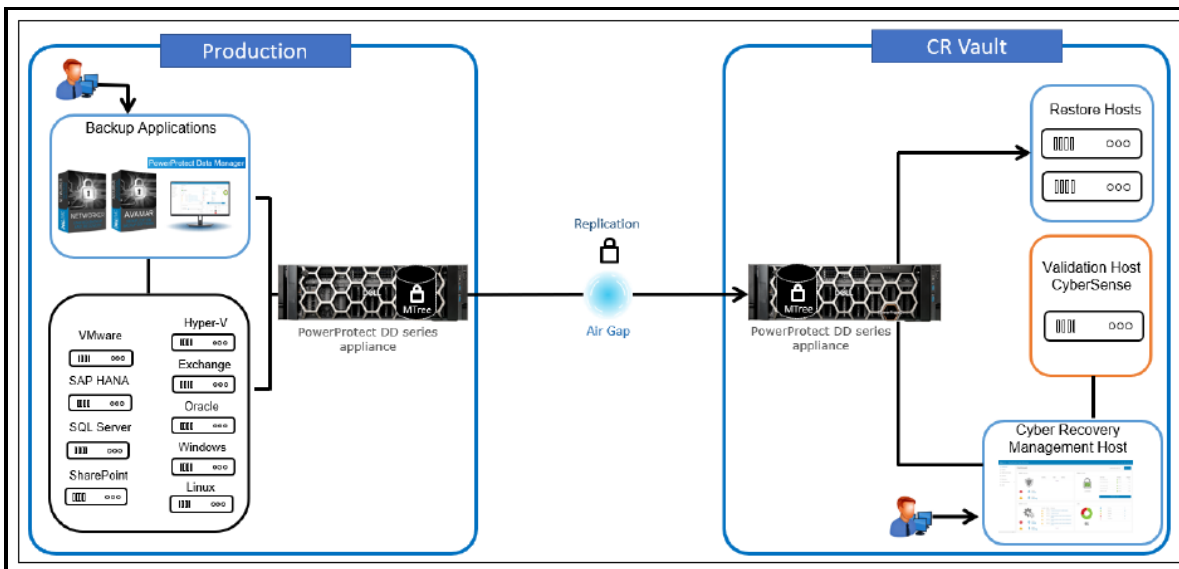 Production
CR Vault
Backup Applications
PowerProtect Data Manager
NETWORKER
AVAMAR
VMware
SAP HANA
SQL Server
SharePoint
Hyper-V
Exchange
Oracle
Windows
Linux
MTree
PowerProtect DD series
appliance
Replication
Air Gap
MTree
PowerProtect DD series
appliance
Restore Hosts
Validation Host
CyberSense
Cyber Recovery
Management Host